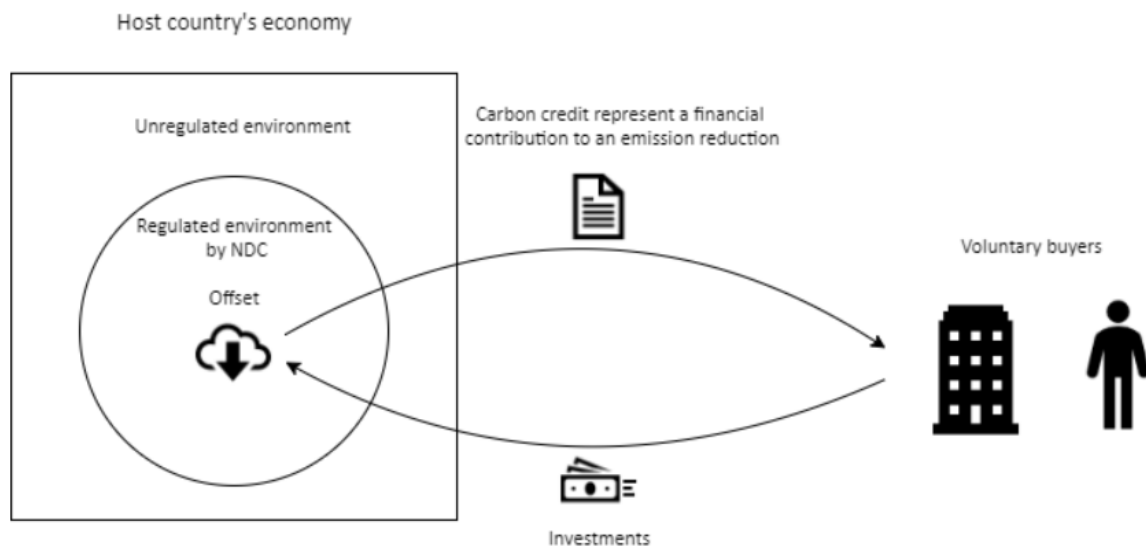 Host country's economy
Unregulated environment
Carbon credit represent a financial
contribution to an emission reduction
Regulated environment
by NDC
Offset
Voluntary buyers
Investments